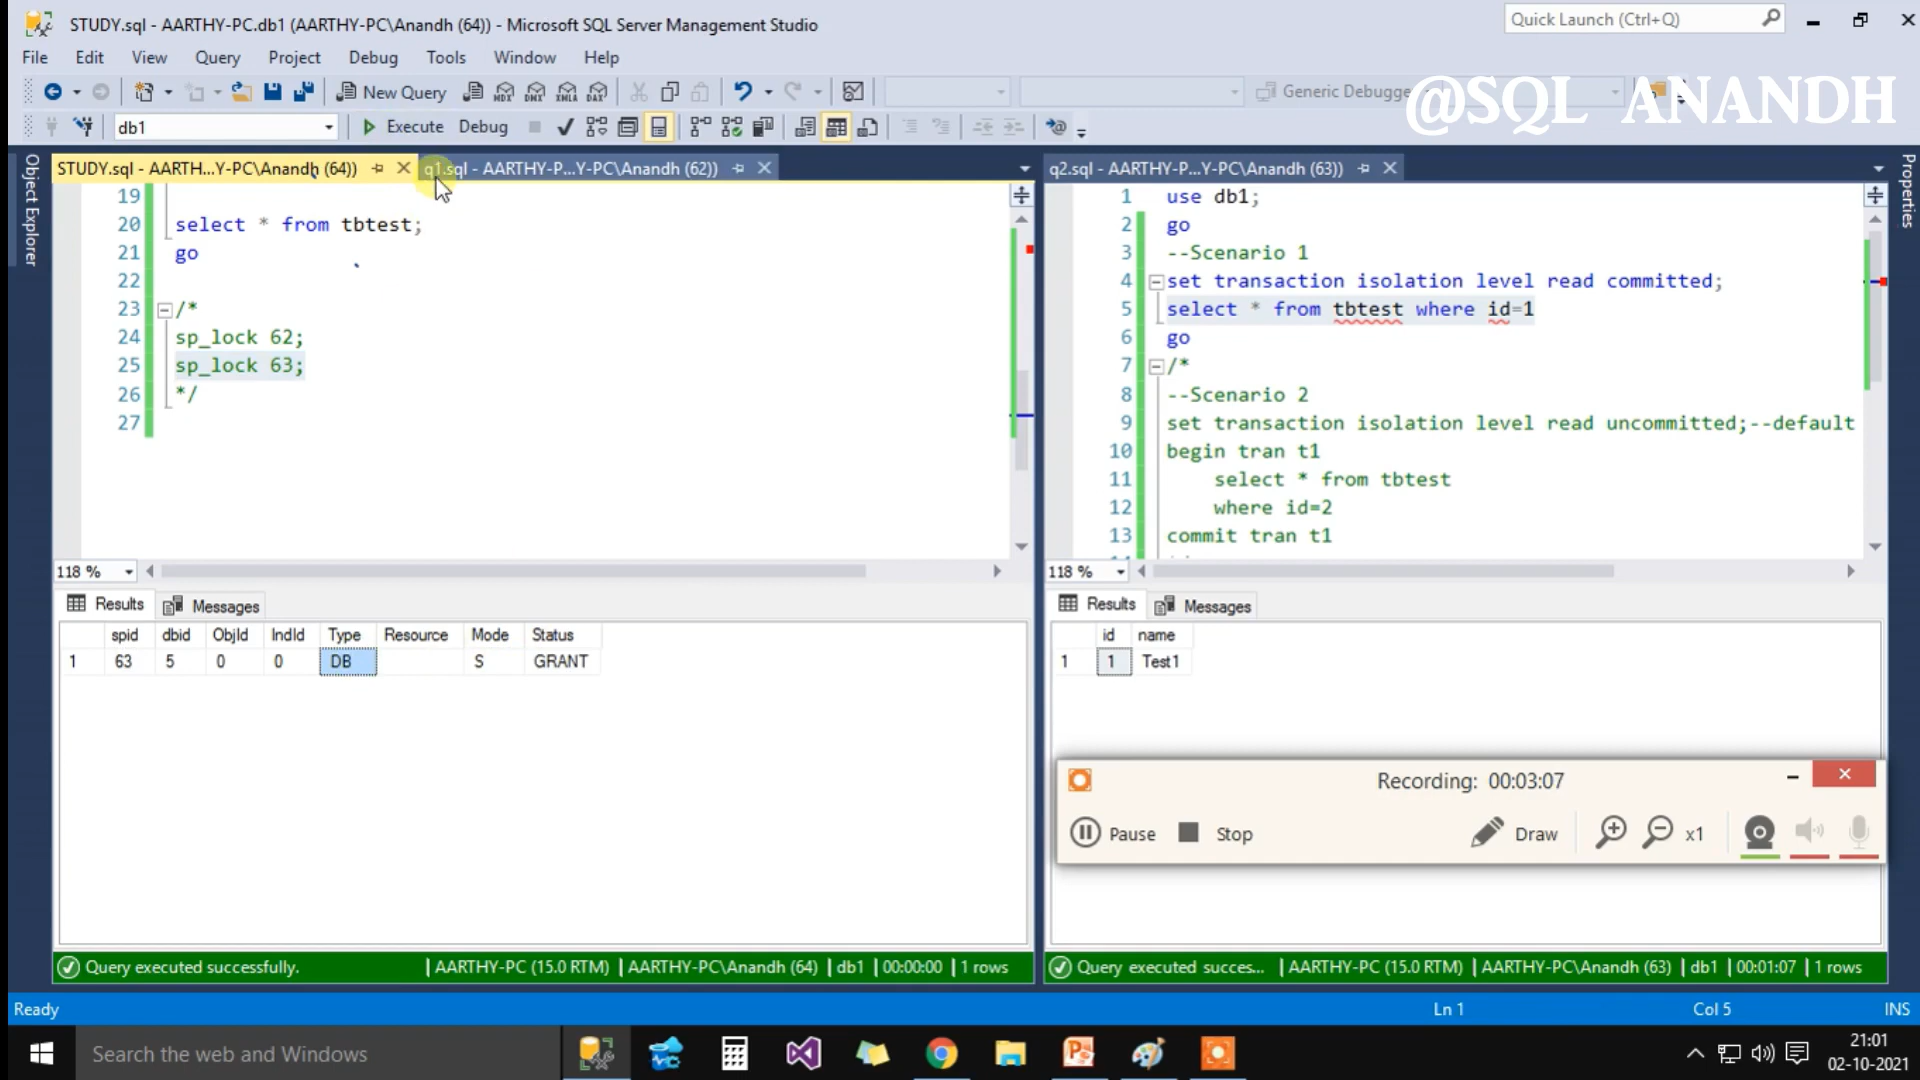 STUDY.sql - AARTHY-PC.db1 (AARTHY-PC\Anandh (64)) - Microsoft SQL Server Management Studio
Quick Launch (Ctrl+Q)
File Edit View Query Project Debug Tools Window Help
New Query
Generic Debugge
@SQL ANANDH
db1
Execute Debug
Object Explorer
STUDY.sql - AARTH...Y-PC\Anandh (64))
q1.sql - AARTHY-P...Y-PC\Anandh (62))
19
20 select * from tbtest;
21 go
22
23 /*
24 sp_lock 62;
25 sp_lock 63;
26 */
27
118 %
Results Messages
spid dbid ObjId IndId Type Resource Mode Status
1 63 5 0 0 DB S GRANT
Query executed successfully. AARTHY-PC (15.0 RTM) AARTHY-PC\Anandh (64) db1 00:00:00 1 rows
q2.sql - AARTHY-P...Y-PC\Anandh (63))
1 use db1;
2 go
3 --Scenario 1
4 set transaction isolation level read committed;
5 select * from tbtest where id=1
6 go
7 /*
8 --Scenario 2
9 set transaction isolation level read uncommitted;--default
10 begin tran t1
11 select * from tbtest
12 where id=2
13 commit tran t1
118 %
Results Messages
id name
1 1 Test1
Recording: 00:03:07
Pause Stop Draw x1
Query executed succes... AARTHY-PC (15.0 RTM) AARTHY-PC\Anandh (63) db1 00:01:07 1 rows
Properties
Ready Ln 1 Col 5 INS
Search the web and Windows
21:01
02-10-2021